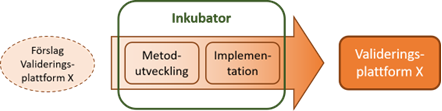 Inkubator
Förslag
Validerings-
plattform X
Metod-
utveckling
Implemen-
tation
Validerings-
plattform X